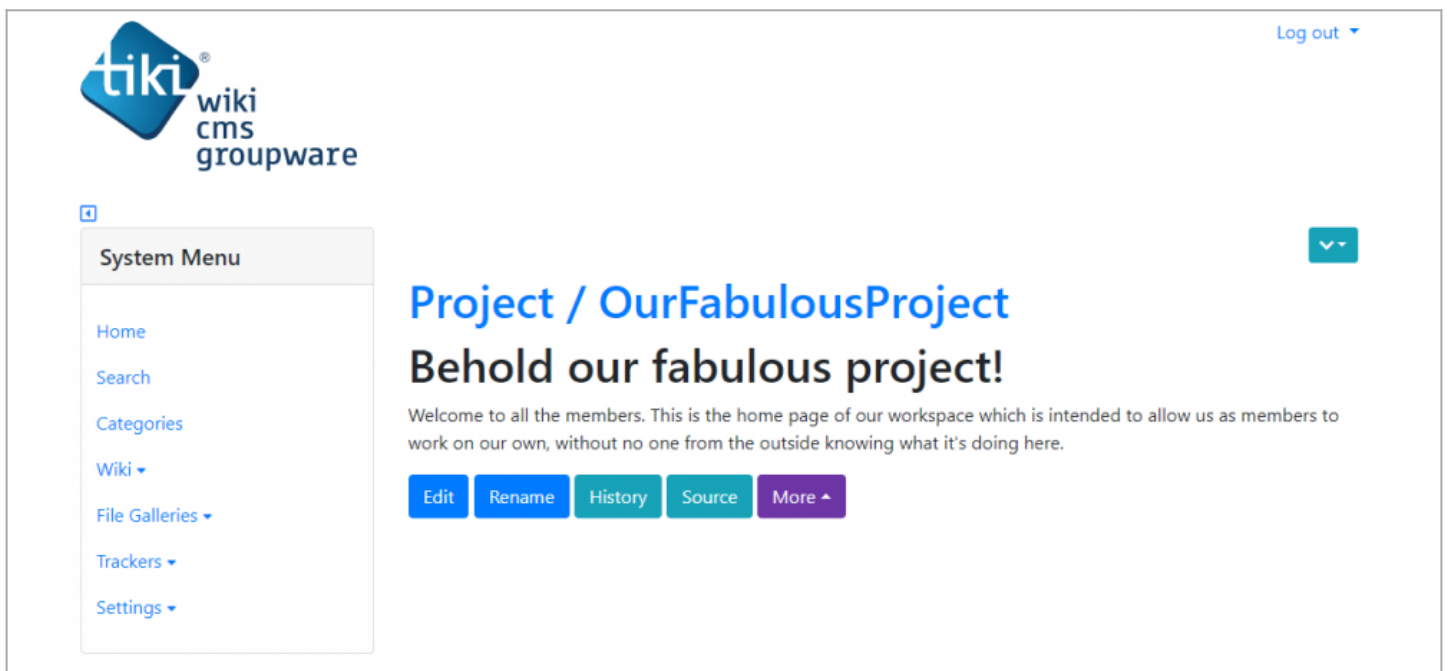 Log out
tiki®
wiki
cms
groupware
System Menu
Home
Search
Categories
Wiki
File Galleries
Trackers
Settings
Project / OurFabulousProject
Behold our fabulous project!
Welcome to all the members. This is the home page of our workspace which is intended to allow us as members to
work on our own, without no one from the outside knowing what it's doing here.
Edit Rename History Source More